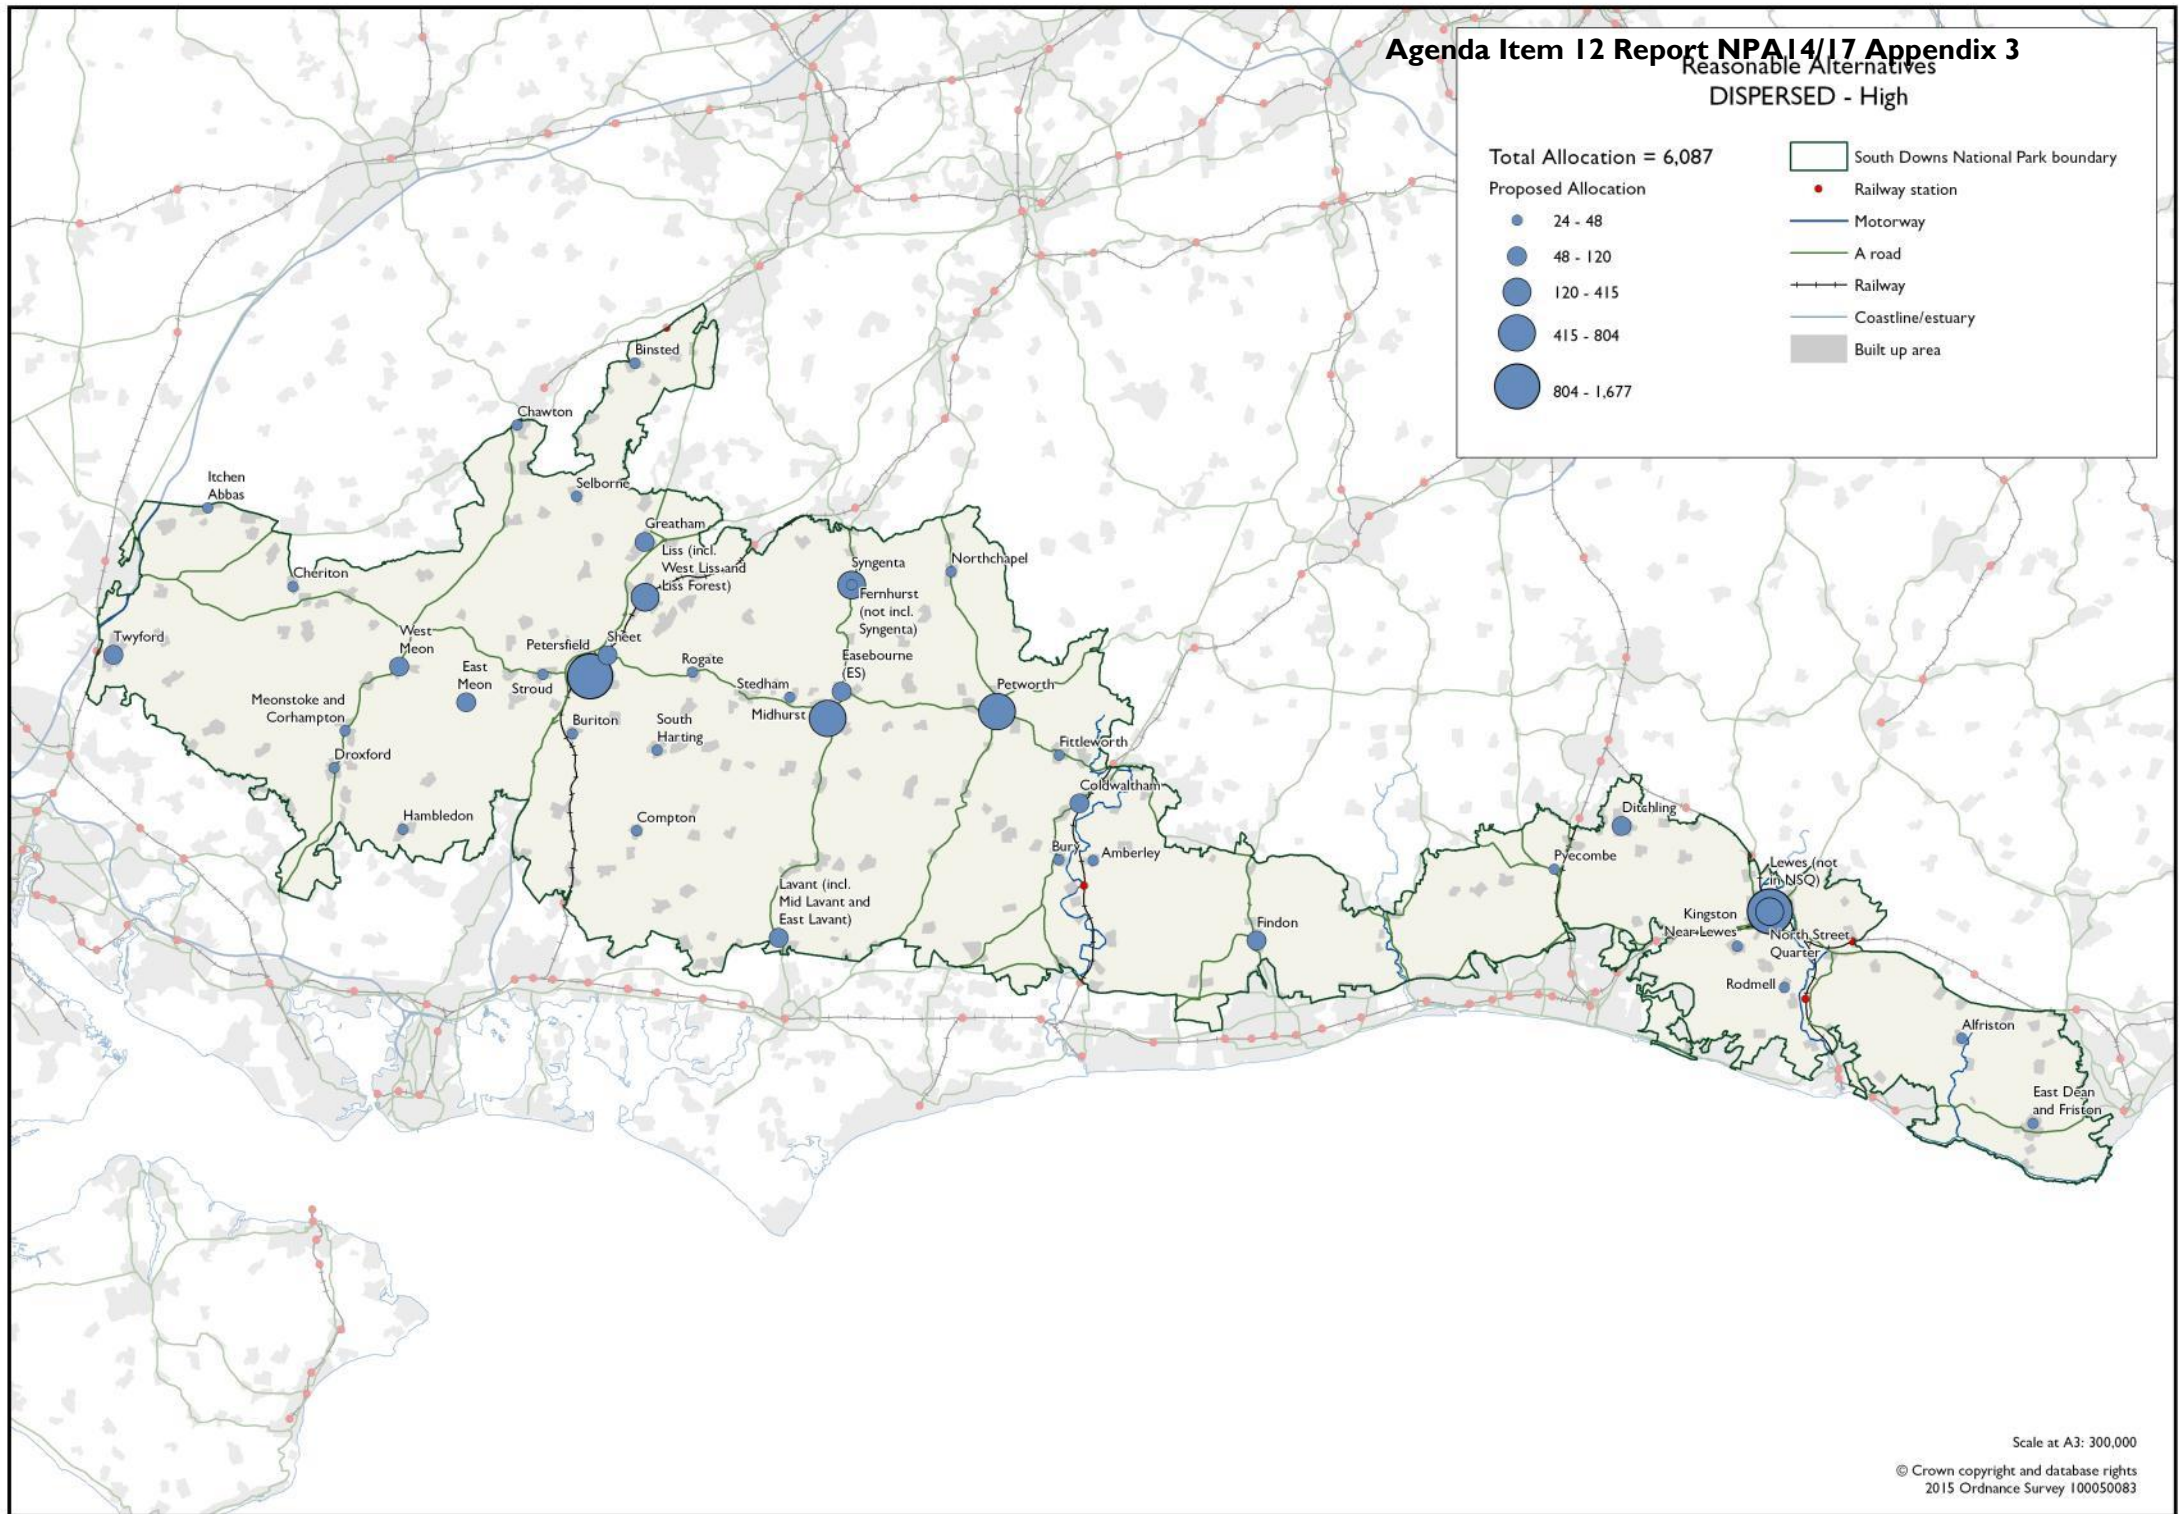 Agenda Item 12 Report NPA14/17 Appendix 3
Reasonable Alternatives
DISPERSED - High
Total Allocation = 6,087
Proposed Allocation
24 - 48
48 - 120
120 - 415
415 - 804
804 - 1,677
South Downs National Park boundary
Railway station
Motorway
A road
Railway
Coastline/estuary
Built up area
Binsted
Chawton
Itchen
Abbas
Selborne
Greatham
Liss (incl.
West Liss and
Liss Forest)
Syngenta
Fernhurst
(not incl.
Syngenta)
Northchapel
Cheriton
Twyford
West
Meon
East
Meon
Petersfield
Sheet
Stroud
Rogate
Stedham
Easebourne
(ES)
Midhurst
Petworth
Meonstoke and
Corhampton
Droxford
Buriton
South
Harting
Fittleworth
Coldwaltham
Hambledon
Compton
Bury
Amberley
Lavant (incl.
Mid Lavant and
East Lavant)
Findon
Ditchling
Pyecombe
Lewes (not
in NSQ)
Kingston
Near Lewes
North Street
Quarter
Rodmell
Alfriston
East Dean
and Friston
Scale at A3: 300,000
© Crown copyright and database rights
2015 Ordnance Survey 100050083